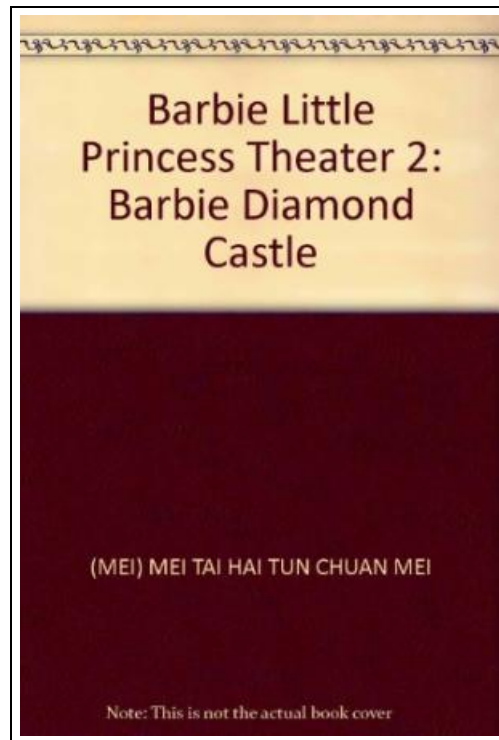 Barbie Little
Princess Theater 2:
Barbie Diamond
Castle
(MEI) MEI TAI HAI TUN CHUAN MEI
Note: This is not the actual book cover